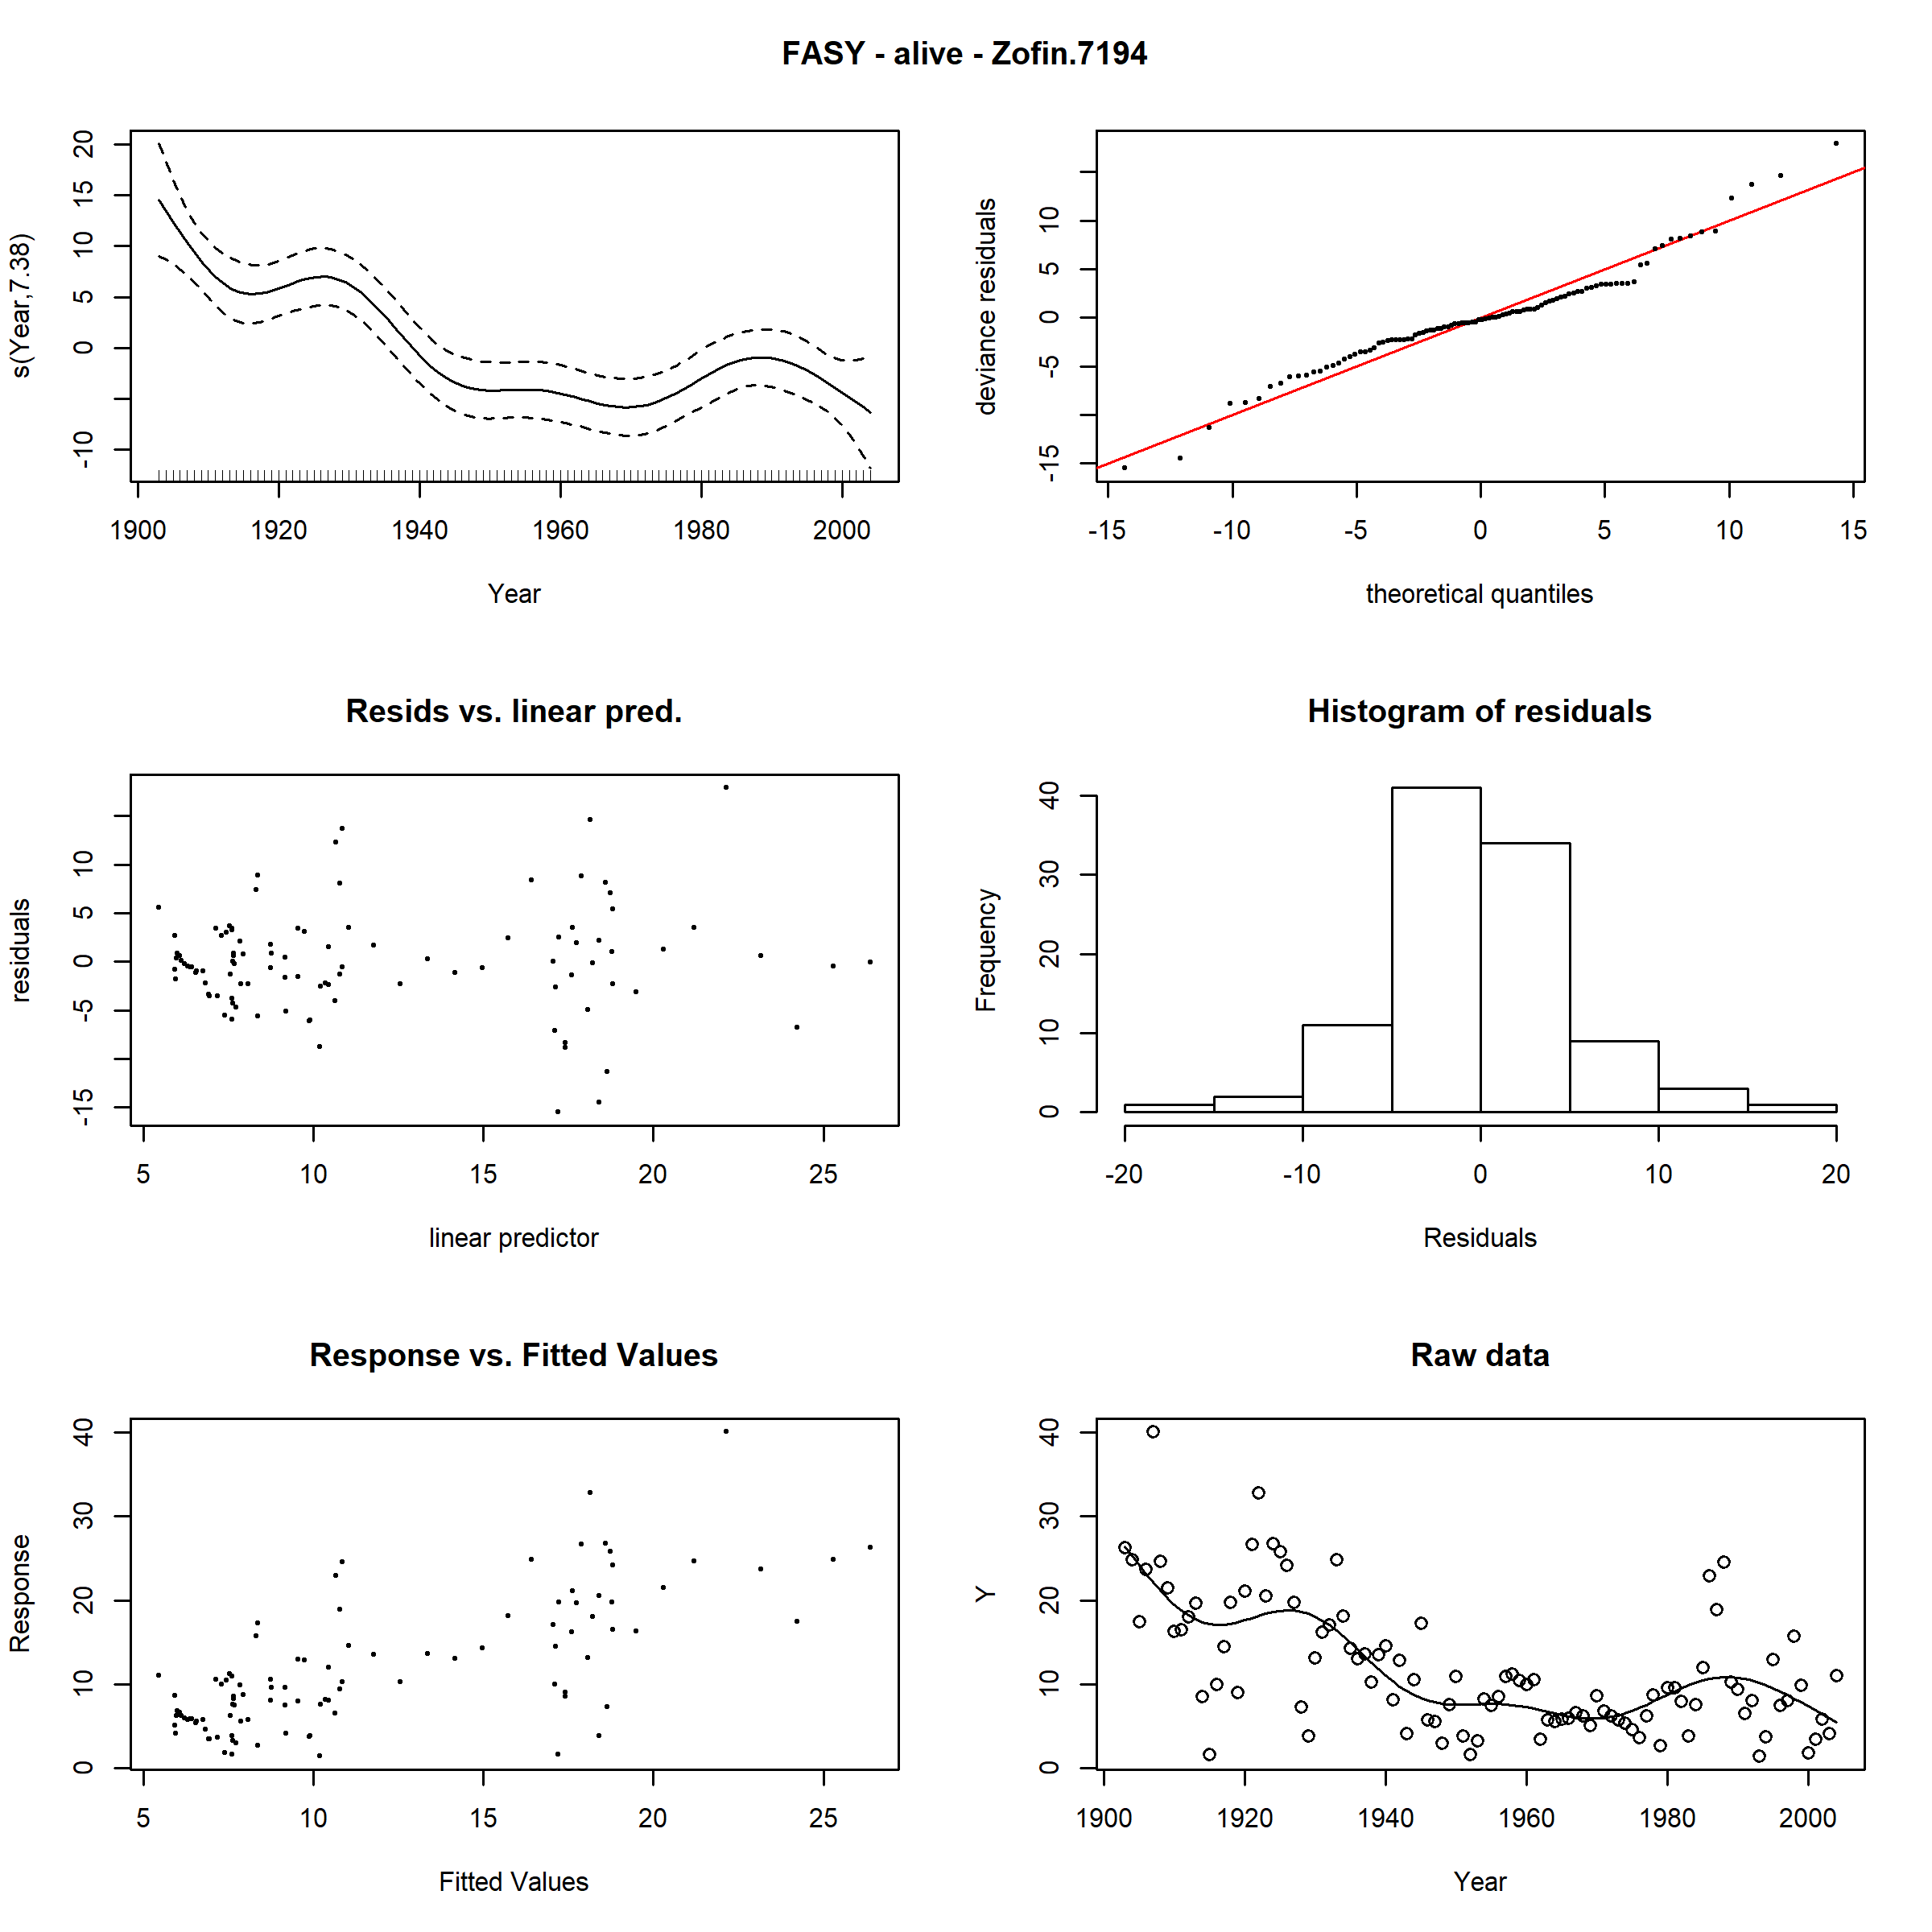 FASY - alive - Zofin.7194
s(Year,7.38)
20
15
10
5
0
-10
1900 1920 1940 1960 1980 2000
Year
deviance residuals
10
5
0
-5
-15
-15 -10 -5 0 5 10 15
theoretical quantiles
Resids vs. linear pred.
residuals
10
5
0
-5
-15
5 10 15 20 25
linear predictor
Histogram of residuals
Frequency
40
30
20
10
0
-20 -10 0 10 20
Residuals
Response vs. Fitted Values
Response
40
30
20
10
0
5 10 15 20 25
Fitted Values
Raw data
Y
40
30
20
10
0
1900 1920 1940 1960 1980 2000
Year